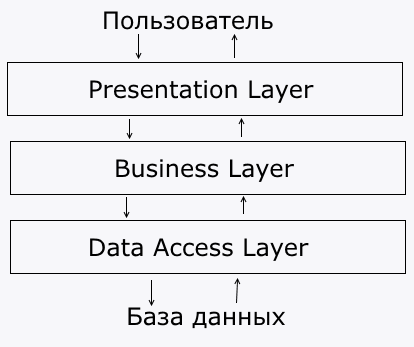 Пользователь
Presentation Layer
Business Layer
Data Access Layer
База данных